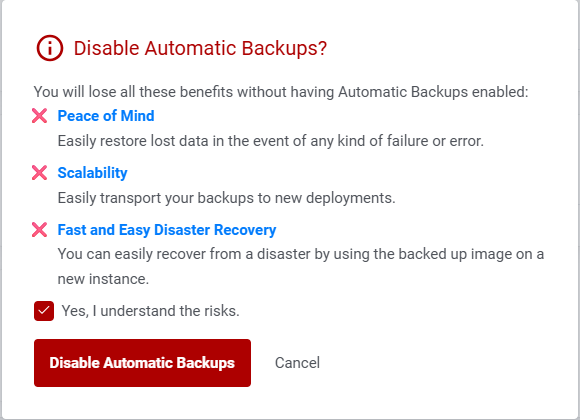 Disable Automatic Backups?
You will lose all these benefits without having Automatic Backups enabled:
Peace of Mind
Easily restore lost data in the event of any kind of failure or error.
Scalability
Easily transport your backups to new deployments.
Fast and Easy Disaster Recovery
You can easily recover from a disaster by using the backed up image on a
new instance.
Yes, I understand the risks.
Disable Automatic Backups Cancel